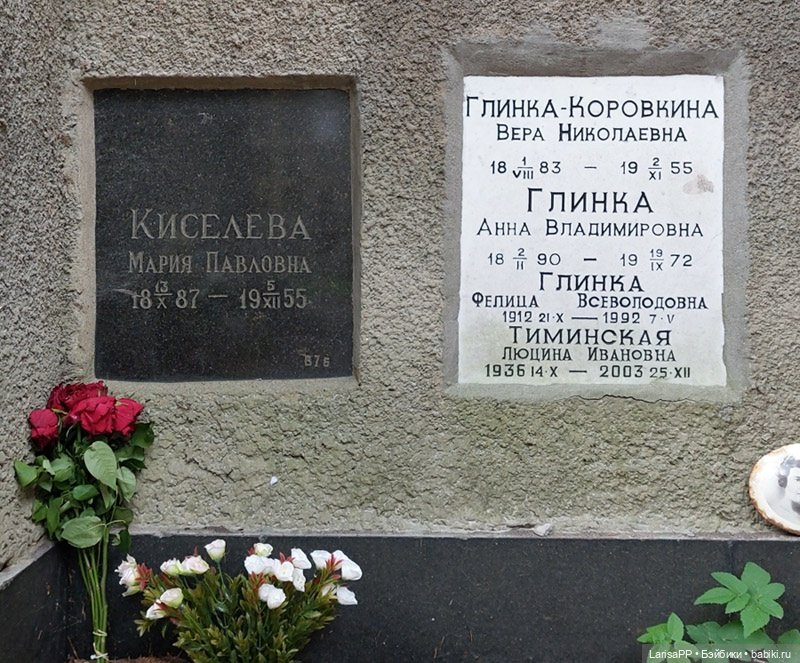 КИСЕЛЕВА
МАРИЯ ПАВЛОВНА
18 13/X 87 — 19 5/XII 55
876
ГЛИНКА-КОРОВКИНА
ВЕРА НИКОЛАЕВНА
18 1/VIII 83 — 19 2/XI 55
ГЛИНКА
АННА ВЛАДИМИРОВНА
18 2/II 90 — 19 19/IX 72
ГЛИНКА
ФЕЛИЦА ВСЕВОЛОДОВНА
1912 21·X — 1992 7·V
ТИМИНСКАЯ
ЛЮЦИНА ИВАНОВНА
1936 14·X — 2003 25·XII
LarisaPP • Бэйбики • babiki.ru